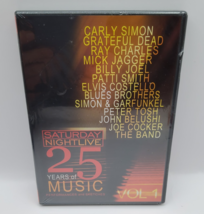 CARLY SIMON
GRATEFUL DEAD
RAY CHARLES
MICK JAGGER
BILLY JOEL
PATTI SMITH
ELVIS COSTELLO
BLUES BROTHERS
SIMON & GARFUNKEL
PETER TOSH
JOHN BELUSHI
JOE COCKER
THE BAND
SATURDAY
NIGHT LIVE
25
YEARS of
MUSIC
VOL 1